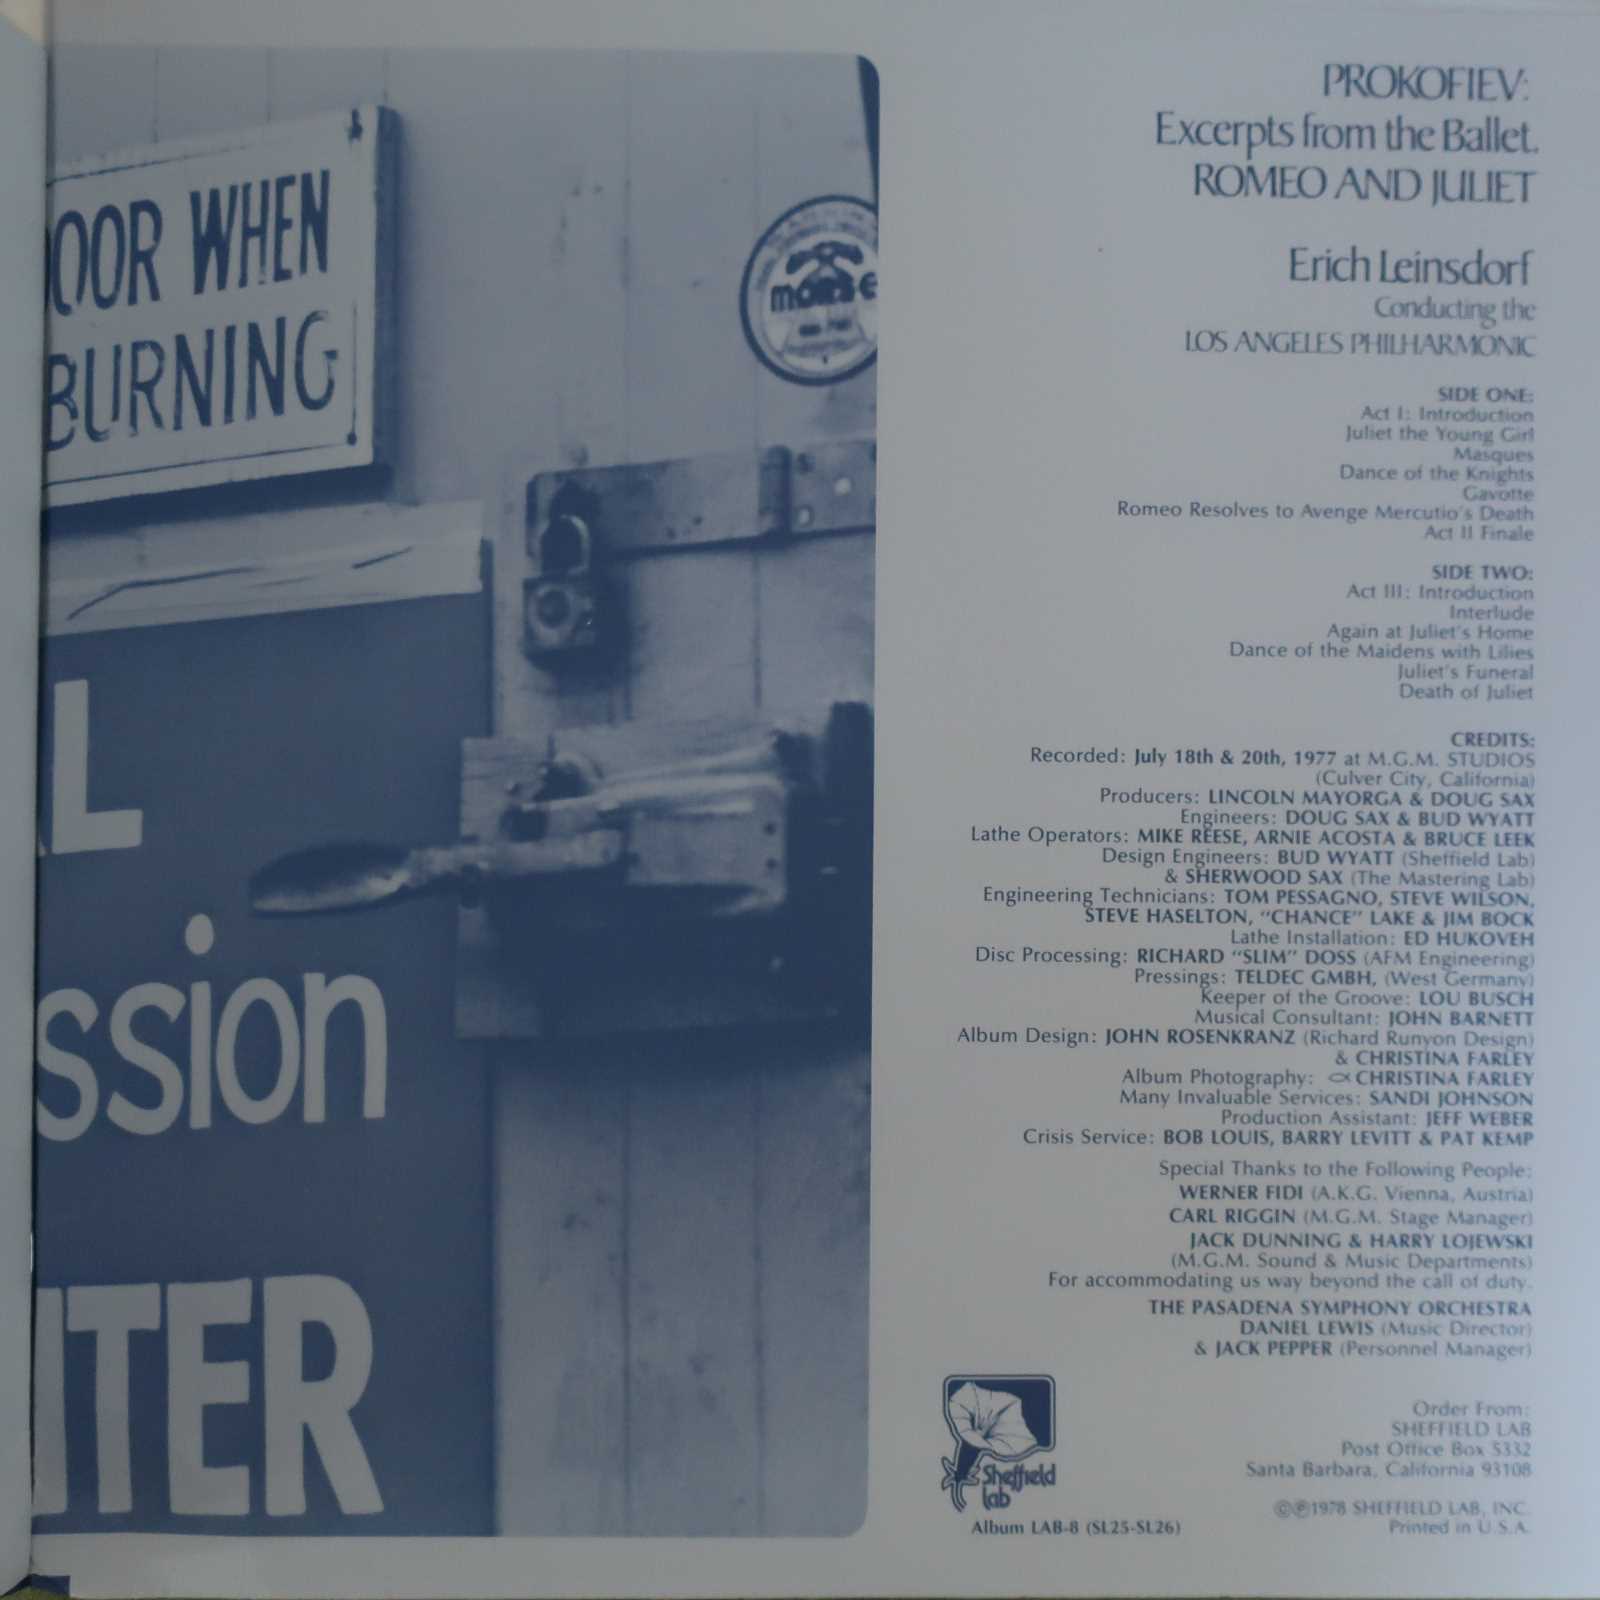 OOR WHEN
BURNING
MORSE
L
ssion
TER
PROKOFIEV:
Excerpts from the Ballet.
ROMEO AND JULIET
Erich Leinsdorf
Conducting the
LOS ANGELES PHILHARMONIC
SIDE ONE:
Act I: Introduction
Juliet the Young Girl
Masques
Dance of the Knights
Gavotte
Romeo Resolves to Avenge Mercutio's Death
Act II Finale
SIDE TWO:
Act III: Introduction
Interlude
Again at Juliet's Home
Dance of the Maidens with Lilies
Juliet's Funeral
Death of Juliet
CREDITS:
Recorded: July 18th & 20th, 1977 at M.G.M. STUDIOS
(Culver City, California)
Producers: LINCOLN MAYORGA & DOUG SAX
Engineers: DOUG SAX & BUD WYATT
Lathe Operators: MIKE REESE, ARNIE ACOSTA & BRUCE LEEK
Design Engineers: BUD WYATT (Sheffield Lab)
& SHERWOOD SAX (The Mastering Lab)
Engineering Technicians: TOM PESSAGNO, STEVE WILSON,
STEVE HASELTON, "CHANCE" LAKE & JIM BOCK
Lathe Installation: ED HUKOVEH
Disc Processing: RICHARD "SLIM" DOSS (AFM Engineering)
Pressings: TELDEC GMBH, (West Germany)
Keeper of the Groove: LOU BUSCH
Musical Consultant: JOHN BARNETT
Album Design: JOHN ROSENKRANZ (Richard Runyon Design)
& CHRISTINA FARLEY
Album Photography: CHRISTINA FARLEY
Many Invaluable Services: SANDI JOHNSON
Production Assistant: JEFF WEBER
Crisis Service: BOB LOUIS, BARRY LEVITT & PAT KEMP
Special Thanks to the Following People:
WERNER FIDI (A.K.G. Vienna, Austria)
CARL RIGGIN (M.G.M. Stage Manager)
JACK DUNNING & HARRY LOJEWSKI
(M.G.M. Sound & Music Departments)
For accommodating us way beyond the call of duty.
THE PASADENA SYMPHONY ORCHESTRA
DANIEL LEWIS (Music Director)
& JACK PEPPER (Personnel Manager)
Sheffield
Lab
Album LAB-8 (SL25-SL26)
Order From:
SHEFFIELD LAB
Post Office Box 5332
Santa Barbara, California 93108
©℗1978 SHEFFIELD LAB, INC.
Printed in U.S.A.